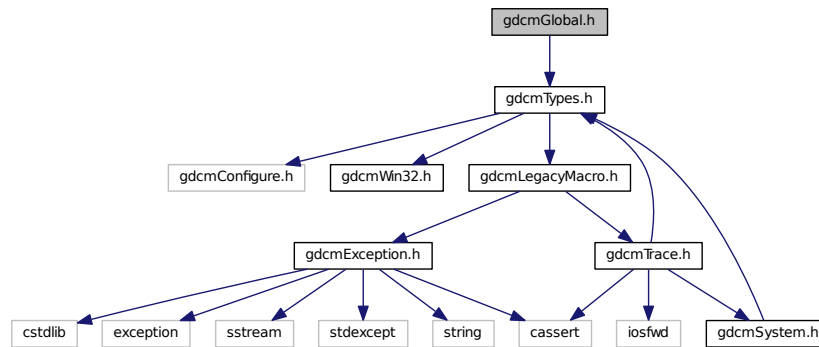 gdcmGlobal.h
gdcmTypes.h
gdcmConfigure.h
gdcmWin32.h
gdcmLegacyMacro.h
gdcmException.h
gdcmTrace.h
cstdlib
exception
sstream
stdexcept
string
cassert
iosfwd
gdcmSystem.h